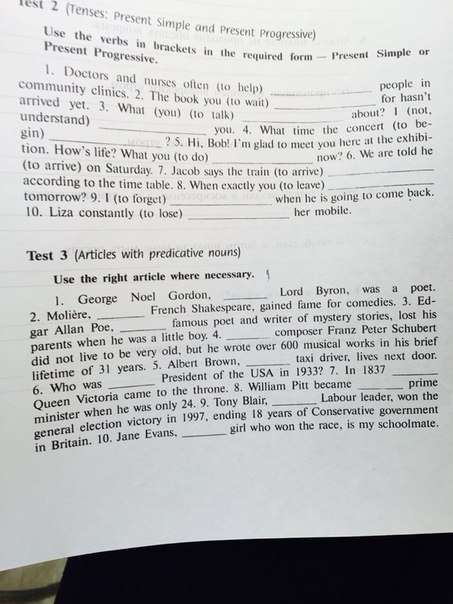 Test 2 (Tenses: Present Simple and Present Progressive)
Use the verbs in brackets in the required form — Present Simple or
Present Progressive.
1. Doctors and nurses often (to help) ________ people in
community clinics. 2. The book you (to wait) ________ for hasn't
arrived yet. 3. What (you) (to talk) ________ about? I (not,
understand) ________ you. 4. What time the concert (to be-
gin) ________ ? 5. Hi, Bob! I'm glad to meet you here at the exhibi-
tion. How's life? What you (to do) ________ now? 6. We are told he
(to arrive) on Saturday. 7. Jacob says the train (to arrive) ________
according to the time table. 8. When exactly you (to leave) ________
tomorrow? 9. I (to forget) ________ when he is going to come back.
10. Liza constantly (to lose) ________ her mobile.
Test 3 (Articles with predicative nouns)
Use the right article where necessary.
1. George Noel Gordon, ________ Lord Byron, was a poet.
2. Molière, ________ French Shakespeare, gained fame for comedies. 3. Ed-
gar Allan Poe, ________ famous poet and writer of mystery stories, lost his
parents when he was a little boy. 4. ________ composer Franz Peter Schubert
did not live to be very old, but he wrote over 600 musical works in his brief
lifetime of 31 years. 5. Albert Brown, ________ taxi driver, lives next door.
6. Who was ________ President of the USA in 1933? 7. In 1837 ________
Queen Victoria came to the throne. 8. William Pitt became ________ prime
minister when he was only 24. 9. Tony Blair, ________ Labour leader, won the
general election victory in 1997, ending 18 years of Conservative government
in Britain. 10. Jane Evans, ________ girl who won the race, is my schoolmate.